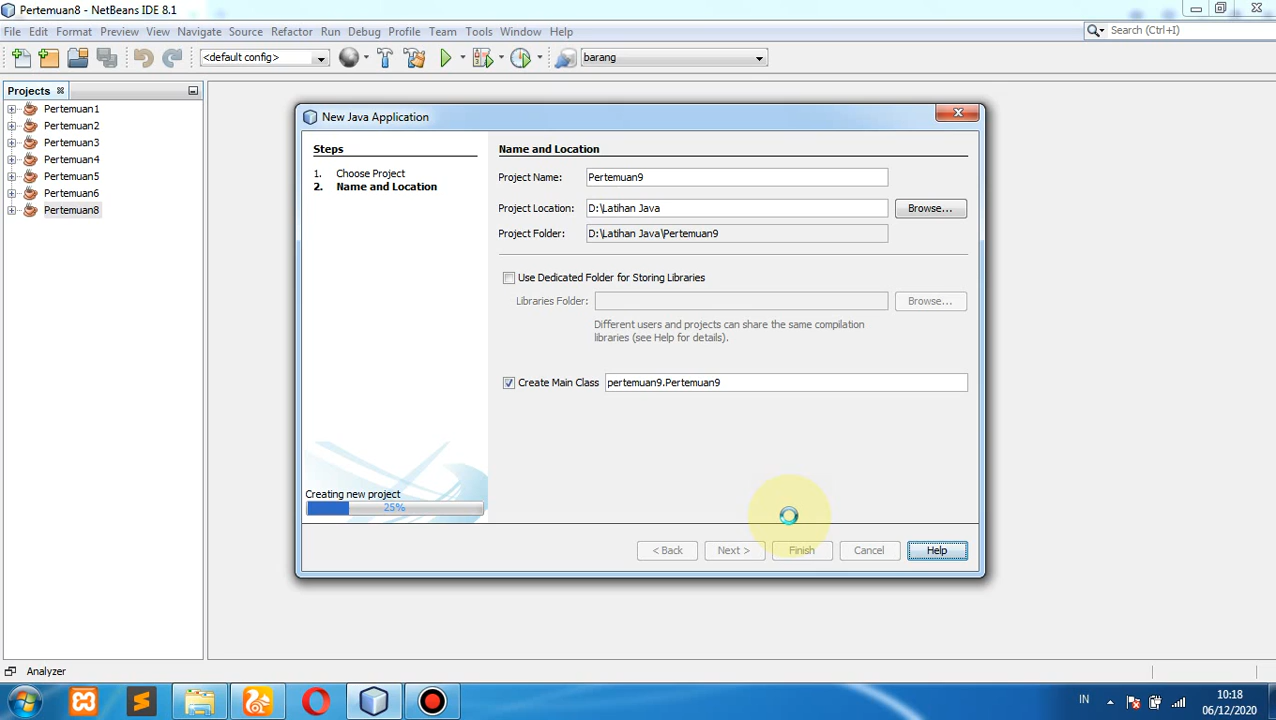 Pertemuan8 - NetBeans IDE 8.1
File Edit Format Preview View Navigate Source Refactor Run Debug Profile Team Tools Window Help
Search (Ctrl+I)
<default config>
barang
Projects
Pertemuan1
Pertemuan2
Pertemuan3
Pertemuan4
Pertemuan5
Pertemuan6
Pertemuan8
New Java Application
Steps
1. Choose Project
2. Name and Location
Name and Location
Project Name: Pertemuan9
Project Location: D:\Latihan Java Browse...
Project Folder: D:\Latihan Java\Pertemuan9
Use Dedicated Folder for Storing Libraries
Libraries Folder: Browse...
Different users and projects can share the same compilation
libraries (see Help for details).
Create Main Class pertemuan9.Pertemuan9
Creating new project
25%
< Back Next > Finish Cancel Help
Analyzer
IN
10:18
06/12/2020